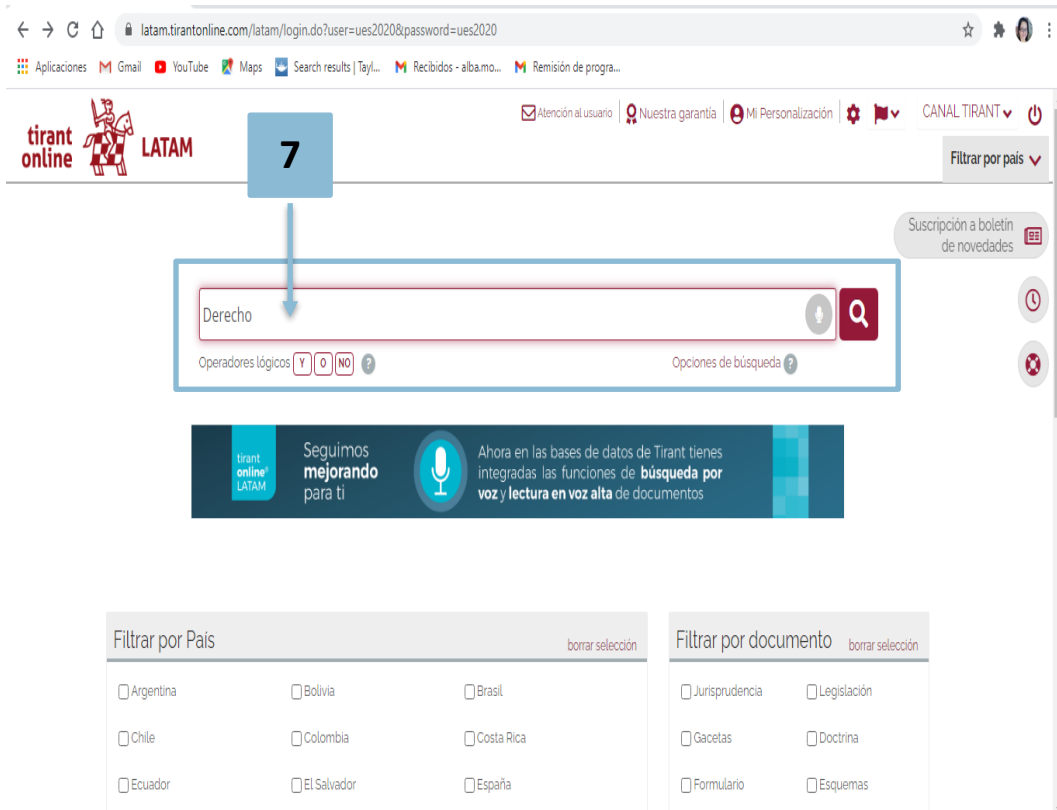 latam.tirantonline.com/latam/login.do?user=ues2020&password=ues2020
Aplicaciones Gmail YouTube Maps Search results | Tayl... Recibidos - alba.mo... Remisión de progra...
tirant online LATAM
Atención al usuario Nuestra garantía Mi Personalización CANAL TIRANT
Filtrar por país
7
Suscripción a boletín
de novedades
Derecho
Operadores lógicos Y O NO ? Opciones de búsqueda ?
tirant
online®
LATAM
Seguimos
mejorando
para ti
Ahora en las bases de datos de Tirant tienes
integradas las funciones de búsqueda por
voz y lectura en voz alta de documentos
Filtrar por País borrar selección
Argentina Bolivia Brasil
Chile Colombia Costa Rica
Ecuador El Salvador España
Filtrar por documento borrar selección
Jurisprudencia Legislación
Gacetas Doctrina
Formulario Esquemas